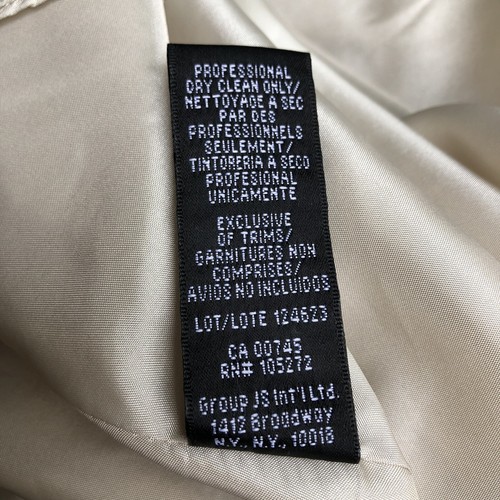 PROFESSIONAL
DRY CLEAN ONLY/
NETTOYADE A SEC
PAR DES
PROFESSIONNELS
SEULEMENT/
TINTORERIA A SECO
PROFESIONAL
UNICAMENTE
EXCLUSIVE
OF TRIMS/
GARNITURES NON
COMPRISES/
AVIOS NO INCLUIDOS
LOT/LOTE 124623
CA 00745
RN# 105272
Group JS Int'l Ltd.
1412 Broadway
N.Y., N.Y., 10018